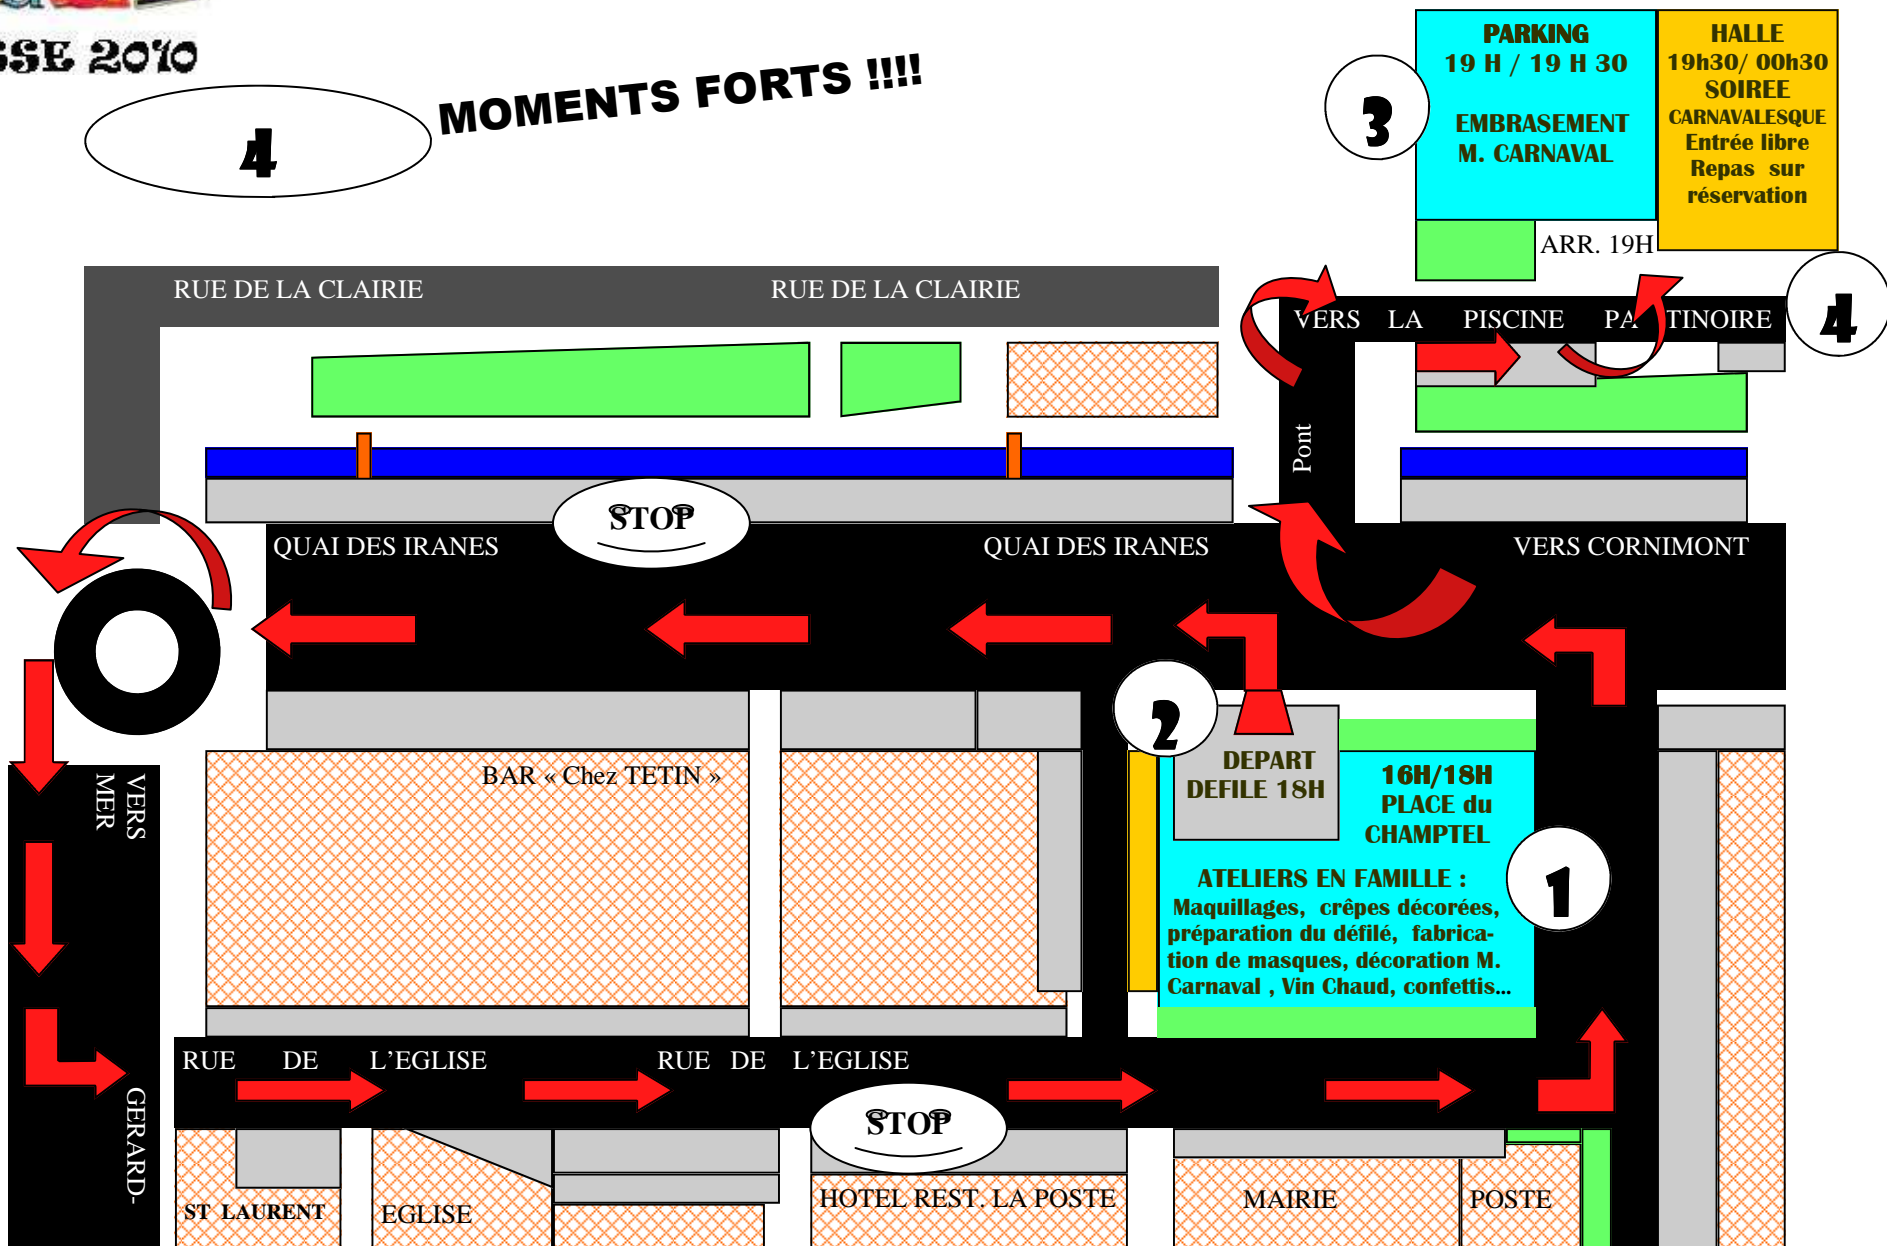 SSE 2010
4
MOMENTS FORTS !!!!
3
PARKING
19 H / 19 H 30
EMBRASEMENT
M. CARNAVAL
HALLE
19h30/ 00h30
SOIREE
CARNAVALESQUE
Entrée libre
Repas sur
réservation
ARR. 19H
4
RUE DE LA CLAIRIE
RUE DE LA CLAIRIE
VERS LA PISCINE PATINOIRE
Pont
STOP
QUAI DES IRANES
QUAI DES IRANES
VERS CORNIMONT
2
DEPART
DEFILE 18H
16H/18H
PLACE du
CHAMPTEL
1
ATELIERS EN FAMILLE :
Maquillages, crêpes décorées,
préparation du défilé, fabrica-
tion de masques, décoration M.
Carnaval , Vin Chaud, confettis...
BAR « Chez TETIN »
VERS
MER
GERARD-
RUE DE L'EGLISE
RUE DE L'EGLISE
STOP
ST LAURENT
EGLISE
HOTEL REST. LA POSTE
MAIRIE
POSTE